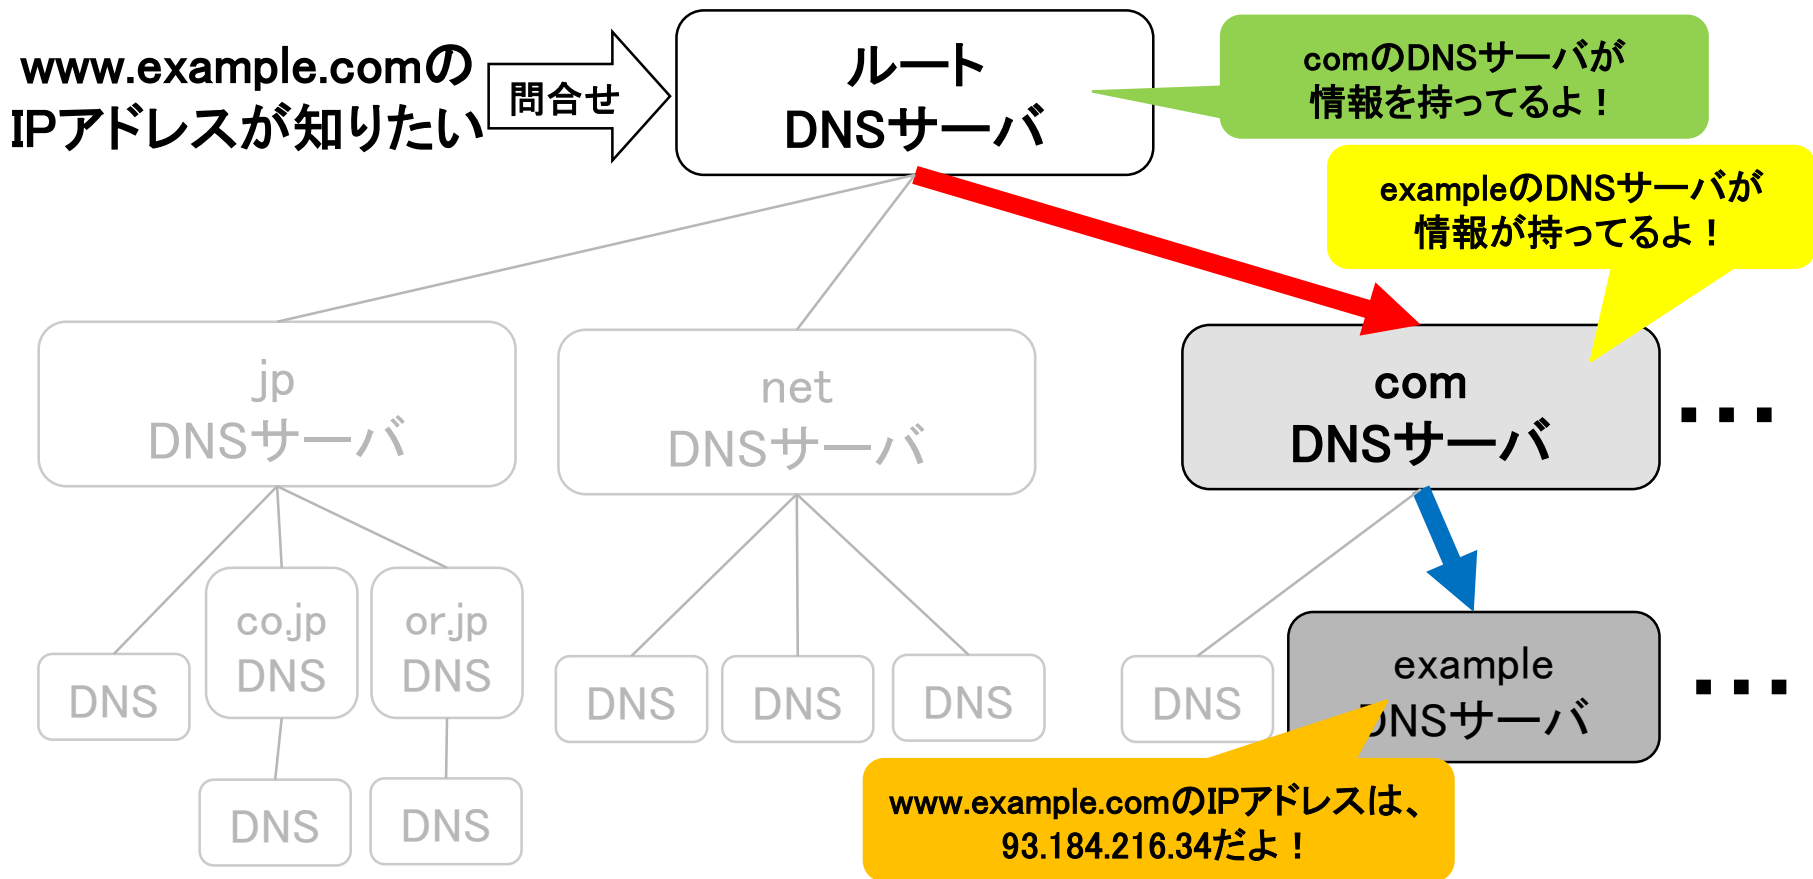 www.example.comの
IPアドレスが知りたい
問合せ
ルート
DNSサーバ
comのDNSサーバが
情報を持ってるよ！
exampleのDNSサーバが
情報が持ってるよ！
jp
DNSサーバ
net
DNSサーバ
com
DNSサーバ
...
DNS
co.jp
DNS
or.jp
DNS
DNS
DNS
DNS
DNS
example
DNSサーバ
...
DNS
DNS
www.example.comのIPアドレスは、
93.184.216.34だよ！